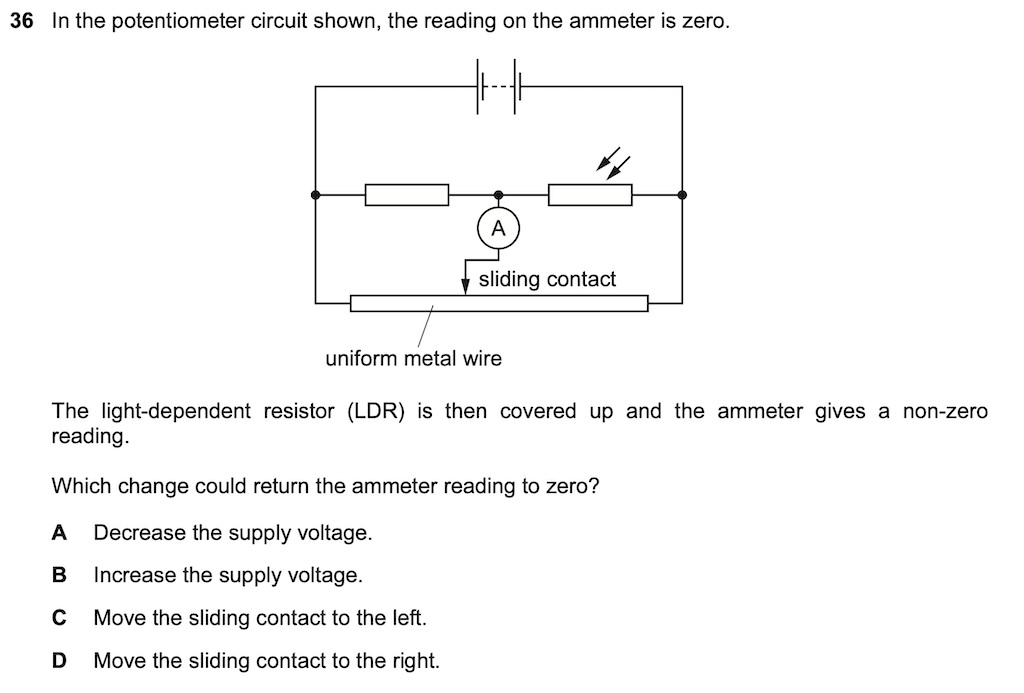 36 In the potentiometer circuit shown, the reading on the ammeter is zero.
A
sliding contact
uniform metal wire
The light-dependent resistor (LDR) is then covered up and the ammeter gives a non-zero
reading.
Which change could return the ammeter reading to zero?
A Decrease the supply voltage.
B Increase the supply voltage.
C Move the sliding contact to the left.
D Move the sliding contact to the right.